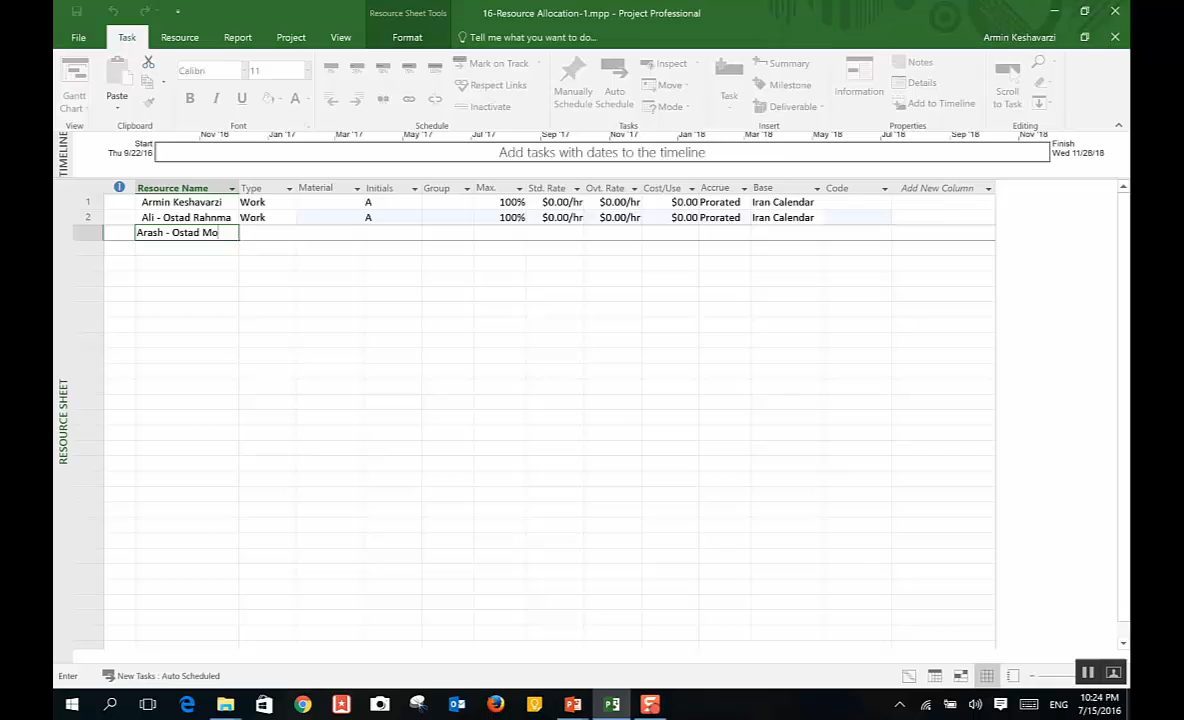 Resource Sheet Tools
16-Resource Allocation-1.mpp - Project Professional
File Task Resource Report Project View Format Tell me what you want to do... Armin Keshavarzi
Gantt Chart
View
Paste
Clipboard
Calibri 11
B I U A
Font
Mark on Track
Respect Links
Inactivate
Schedule
Manually Schedule
Auto Schedule
Inspect
Move
Mode
Tasks
Task
Summary
Milestone
Deliverable
Insert
Information
Notes
Details
Add to Timeline
Properties
Scroll to Task
Editing
TIMELINE
Nov '16 Jan '17 Mar '17 May '17 Jul '17 Sep '17 Nov '17 Jan '18 Mar '18 May '18 Jul '18 Sep '18 Nov '18
Start
Thu 9/22/16
Add tasks with dates to the timeline
Finish
Wed 11/28/18
Resource Name Type Material Initials Group Max. Std. Rate Ovt. Rate Cost/Use Accrue Base Code Add New Column
1 Armin Keshavarzi Work A 100% $0.00/hr $0.00/hr $0.00 Prorated Iran Calendar
2 Ali - Ostad Rahnma Work A 100% $0.00/hr $0.00/hr $0.00 Prorated Iran Calendar
Arash - Ostad Mo
RESOURCE SHEET
Enter New Tasks : Auto Scheduled
ENG
10:24 PM
7/15/2016